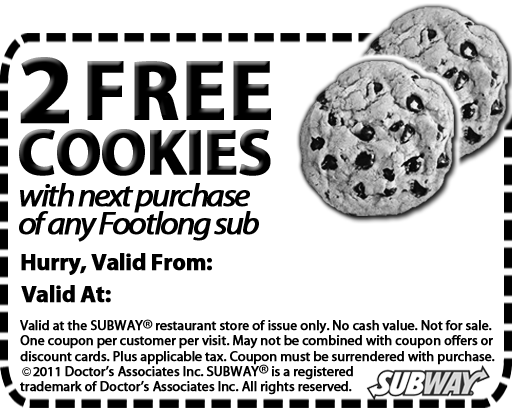 2 FREE
COOKIES
with next purchase
of any Footlong sub
Hurry, Valid From:
Valid At:
Valid at the SUBWAY® restaurant store of issue only. No cash value. Not for sale.
One coupon per customer per visit. May not be combined with coupon offers or
discount cards. Plus applicable tax. Coupon must be surrendered with purchase.
©2011 Doctor's Associates Inc. SUBWAY® is a registered
trademark of Doctor's Associates Inc. All rights reserved.
SUBWAY